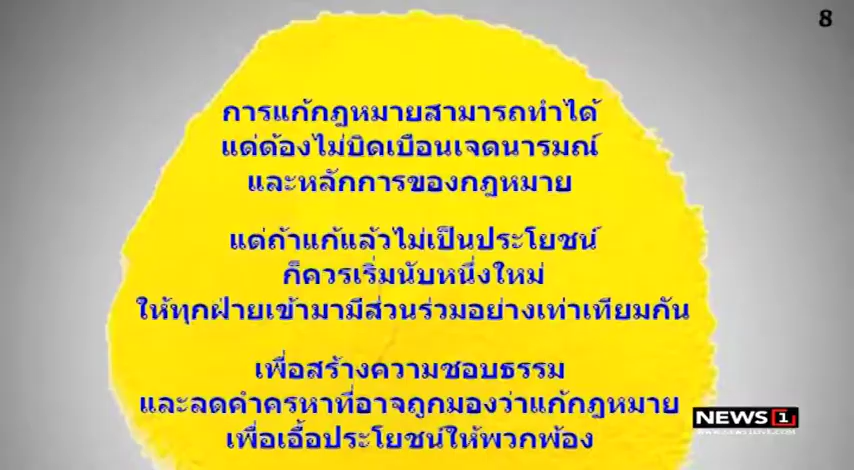 8
การแก้กฎหมายสามารถทำได้
แต่ต้องไม่บิดเบือนเจตนารมณ์
และหลักการของกฎหมาย
แต่ถ้าแก้แล้วไม่เป็นประโยชน์
ก็ควรเริ่มนับหนึ่งใหม่
ให้ทุกฝ่ายเข้ามามีส่วนร่วมอย่างเท่าเทียมกัน
เพื่อสร้างความชอบธรรม
และลดคำครหาที่อาจถูกมองว่าแก้กฎหมาย
เพื่อเอื้อประโยชน์ให้พวกพ้อง
NEWS 1